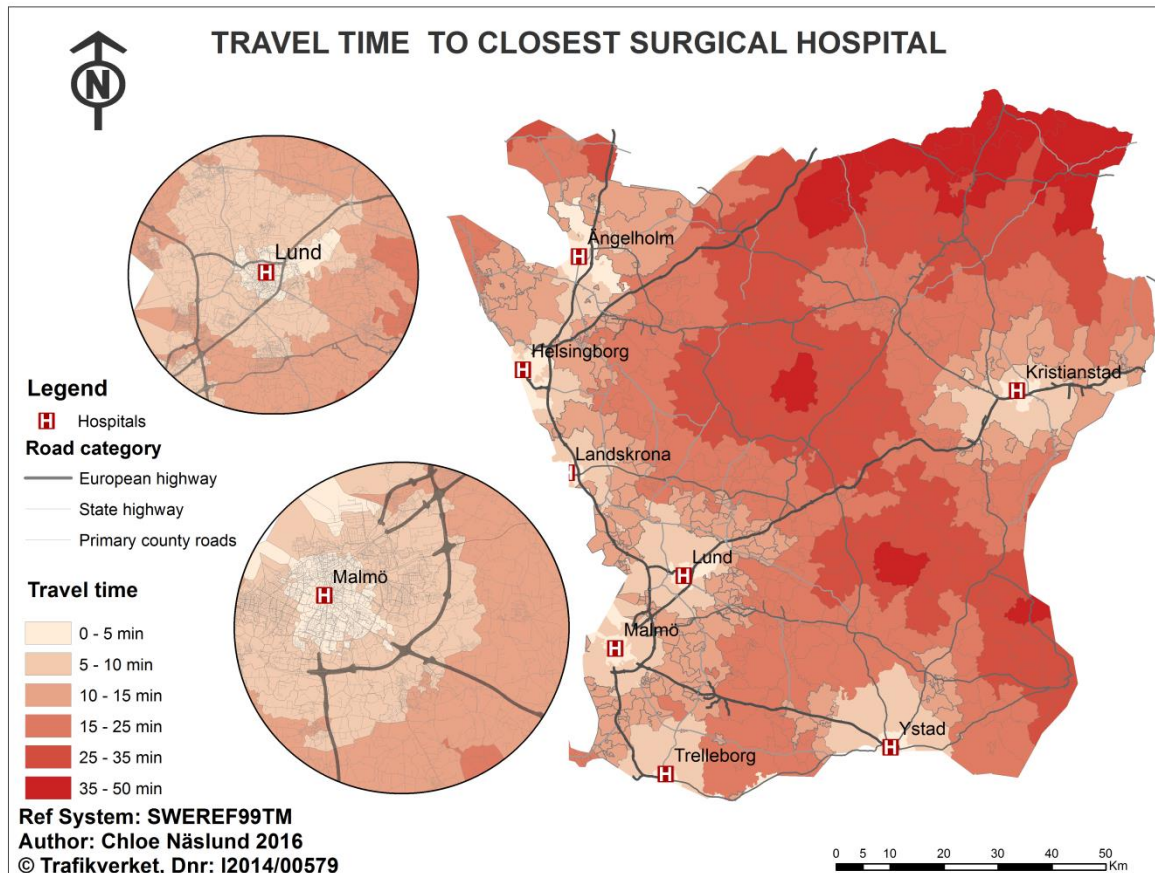 TRAVEL TIME TO CLOSEST SURGICAL HOSPITAL
N
Lund
H
Legend
H Hospitals
Road category
European highway
State highway
Primary county roads
Malmö
H
Travel time
0 - 5 min
5 - 10 min
10 - 15 min
15 - 25 min
25 - 35 min
35 - 50 min
Ref System: SWEREF99TM
Author: Chloe Näslund 2016
© Trafikverket, Dnr: I2014/00579
Ängelholm
H
Helsingborg
H
Kristianstad
H
Landskrona
H
Lund
H
Malmö
H
Ystad
H
Trelleborg
H
0 5 10 20 30 40 50
Km